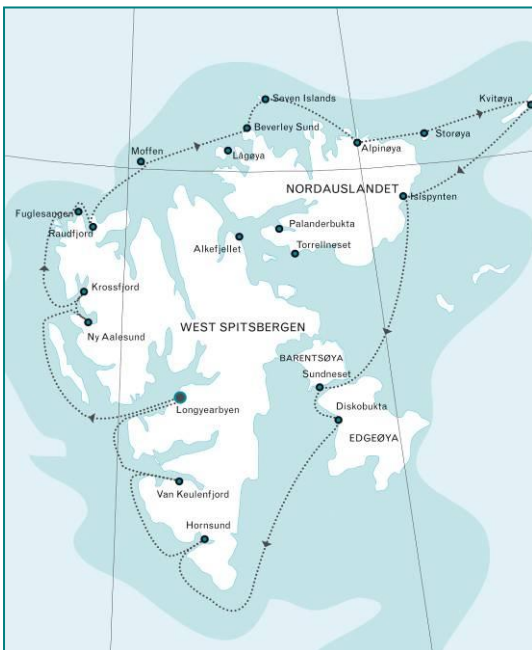 Seven Islands
Kvitøya
Beverley Sund
Storøya
Alpinøya
Moffen
Lågøya
NORDAUSLANDET
Isispynten
Fuglesangen
Raudfjord
Palanderbukta
Alkefjellet
Torrelineset
Krossfjord
Ny Aalesund
WEST SPITSBERGEN
BARENTSØYA
Sundneset
Longyearbyen
Diskobukta
EDGEØYA
Van Keulenfjord
Hornsund